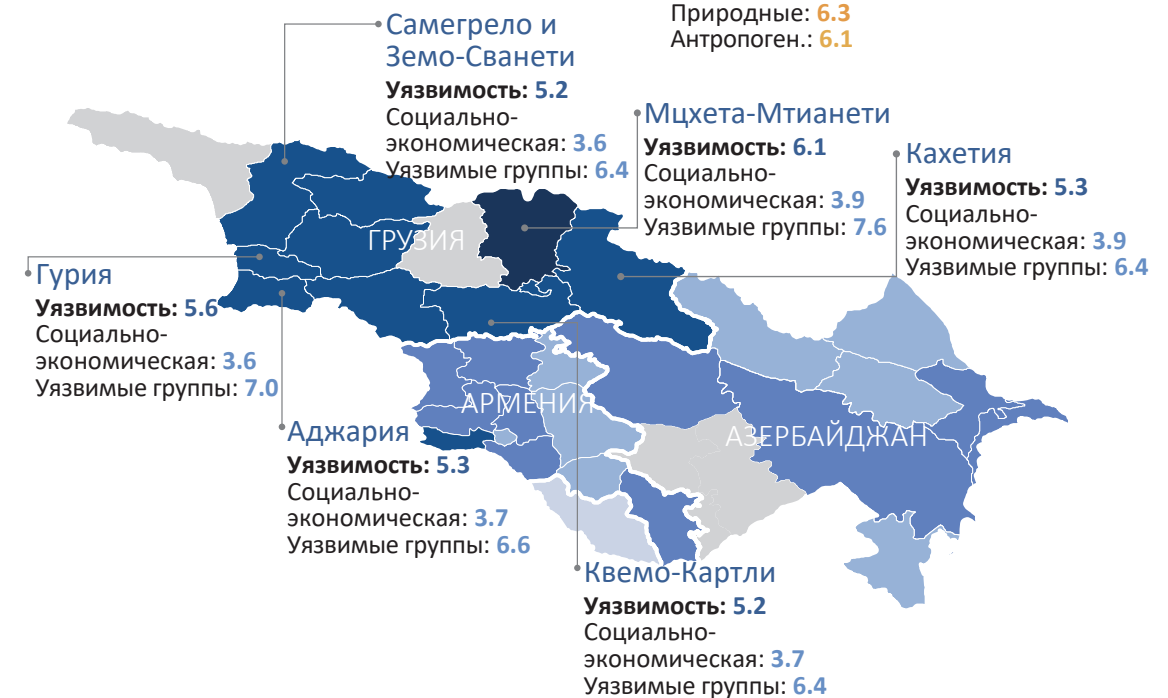 Природные: 6.3
Антропоген.: 6.1
Самегрело и
Земо-Сванети
Уязвимость: 5.2
Социально-
экономическая: 3.6
Уязвимые группы: 6.4
Мцхета-Мтианети
Уязвимость: 6.1
Социально-
экономическая: 3.9
Уязвимые группы: 7.6
Кахетия
Уязвимость: 5.3
Социально-
экономическая: 3.9
Уязвимые группы: 6.4
ГРУЗИЯ
Гурия
Уязвимость: 5.6
Социально-
экономическая: 3.6
Уязвимые группы: 7.0
АРМЕНИЯ
АЗЕРБАЙДЖАН
Аджария
Уязвимость: 5.3
Социально-
экономическая: 3.7
Уязвимые группы: 6.6
Квемо-Картли
Уязвимость: 5.2
Социально-
экономическая: 3.7
Уязвимые группы: 6.4